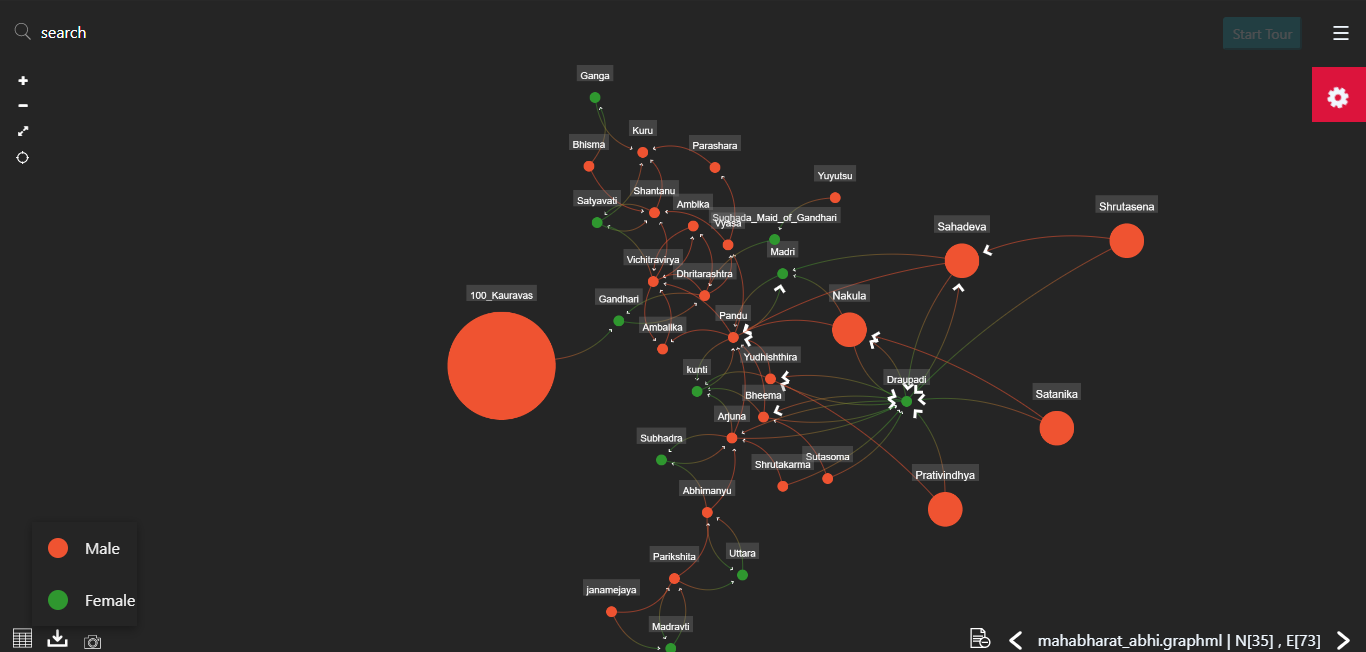 search
Start Tour
Ganga
Kuru
Bhisma
Parashara
Yuyutsu
Shantanu
Satyavati
Ambika
Sughada_Maid_of_Gandhari
Vyasa
Shrutasena
Sahadeva
Madri
Vichitravirya
Dhritarashtra
100_Kauravas
Gandhari
Nakula
Pandu
Ambalika
Yudhishthira
kunti
Draupadi
Bheema
Satanika
Arjuna
Subhadra
Sutasoma
Shrutakarma
Prativindhya
Abhimanyu
Parikshita
Uttara
janamejaya
Madravti
Male
Female
mahabharat_abhi.graphml | N[35] , E[73]